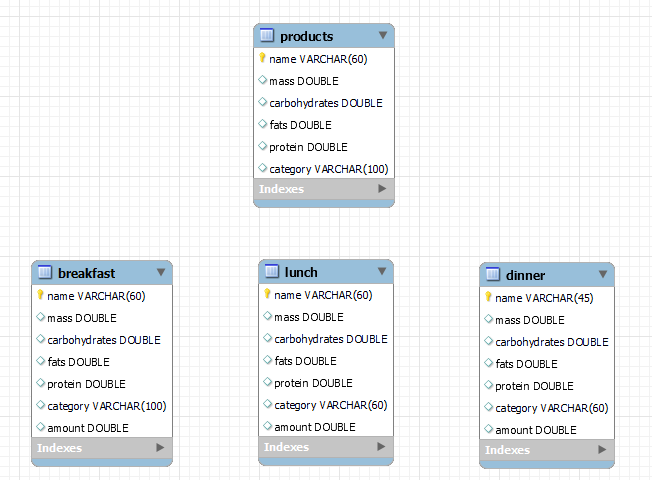 products
name VARCHAR(60)
mass DOUBLE
carbohydrates DOUBLE
fats DOUBLE
protein DOUBLE
category VARCHAR(100)
Indexes
breakfast
name VARCHAR(60)
mass DOUBLE
carbohydrates DOUBLE
fats DOUBLE
protein DOUBLE
category VARCHAR(100)
amount DOUBLE
Indexes
lunch
name VARCHAR(60)
mass DOUBLE
carbohydrates DOUBLE
fats DOUBLE
protein DOUBLE
category VARCHAR(60)
amount DOUBLE
Indexes
dinner
name VARCHAR(45)
mass DOUBLE
carbohydrates DOUBLE
fats DOUBLE
protein DOUBLE
category VARCHAR(60)
amount DOUBLE
Indexes